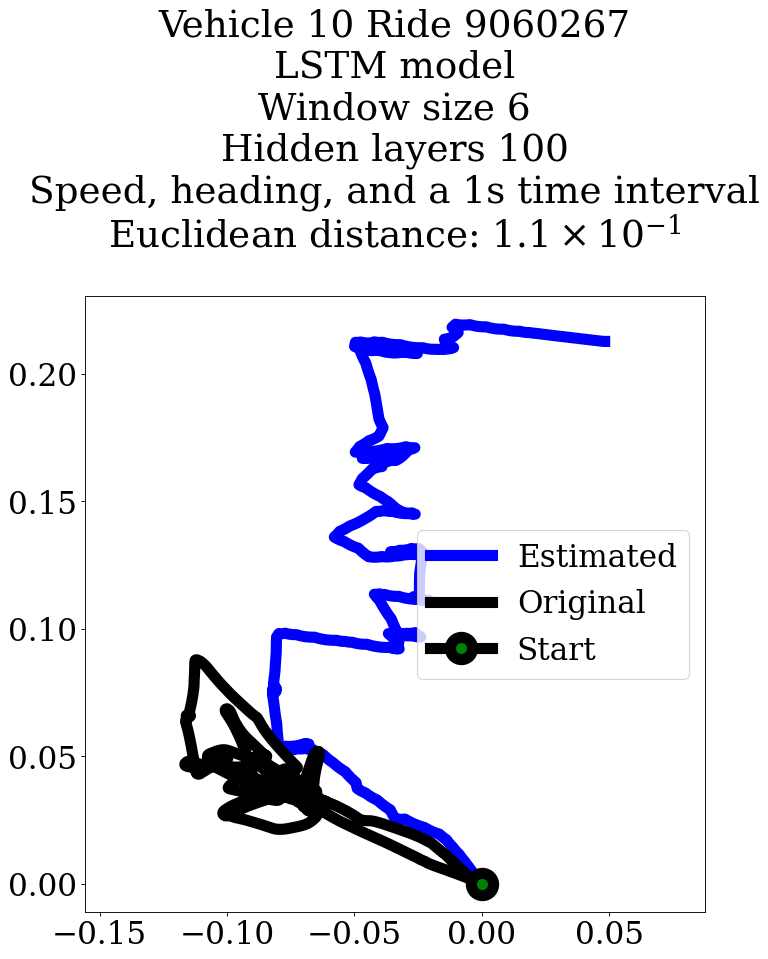 Vehicle 10 Ride 9060267
LSTM model
Window size 6
Hidden layers 100
Speed, heading, and a 1s time interval
Euclidean distance: 1.1 × 10⁻¹
0.20
0.15
0.10
0.05
0.00
Estimated
Original
Start
−0.15 −0.10 −0.05 0.00 0.05